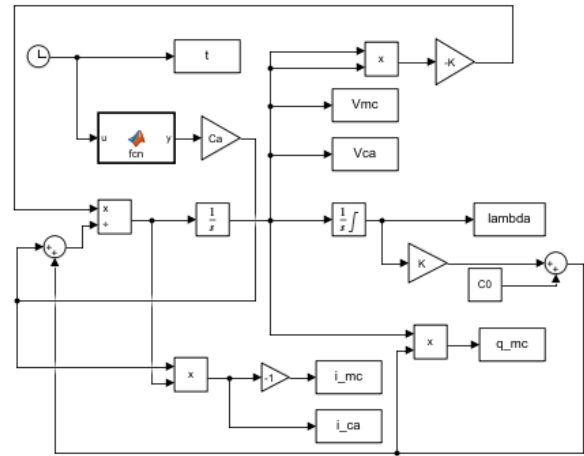 t
x
-K
Vmc
u
fcn
y
Ca
Vca
x
÷
1
s
1
s
∫
lambda
+
+
K
C0
+
+
x
q_mc
x
-1
i_mc
i_ca